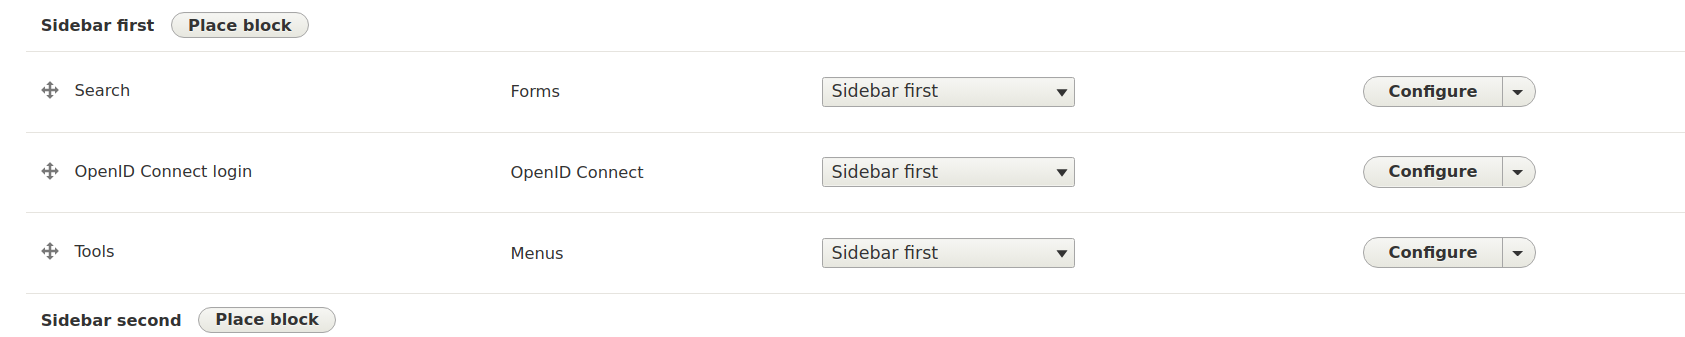 Sidebar first Place block
Search Forms Sidebar first Configure
OpenID Connect login OpenID Connect Sidebar first Configure
Tools Menus Sidebar first Configure
Sidebar second Place block